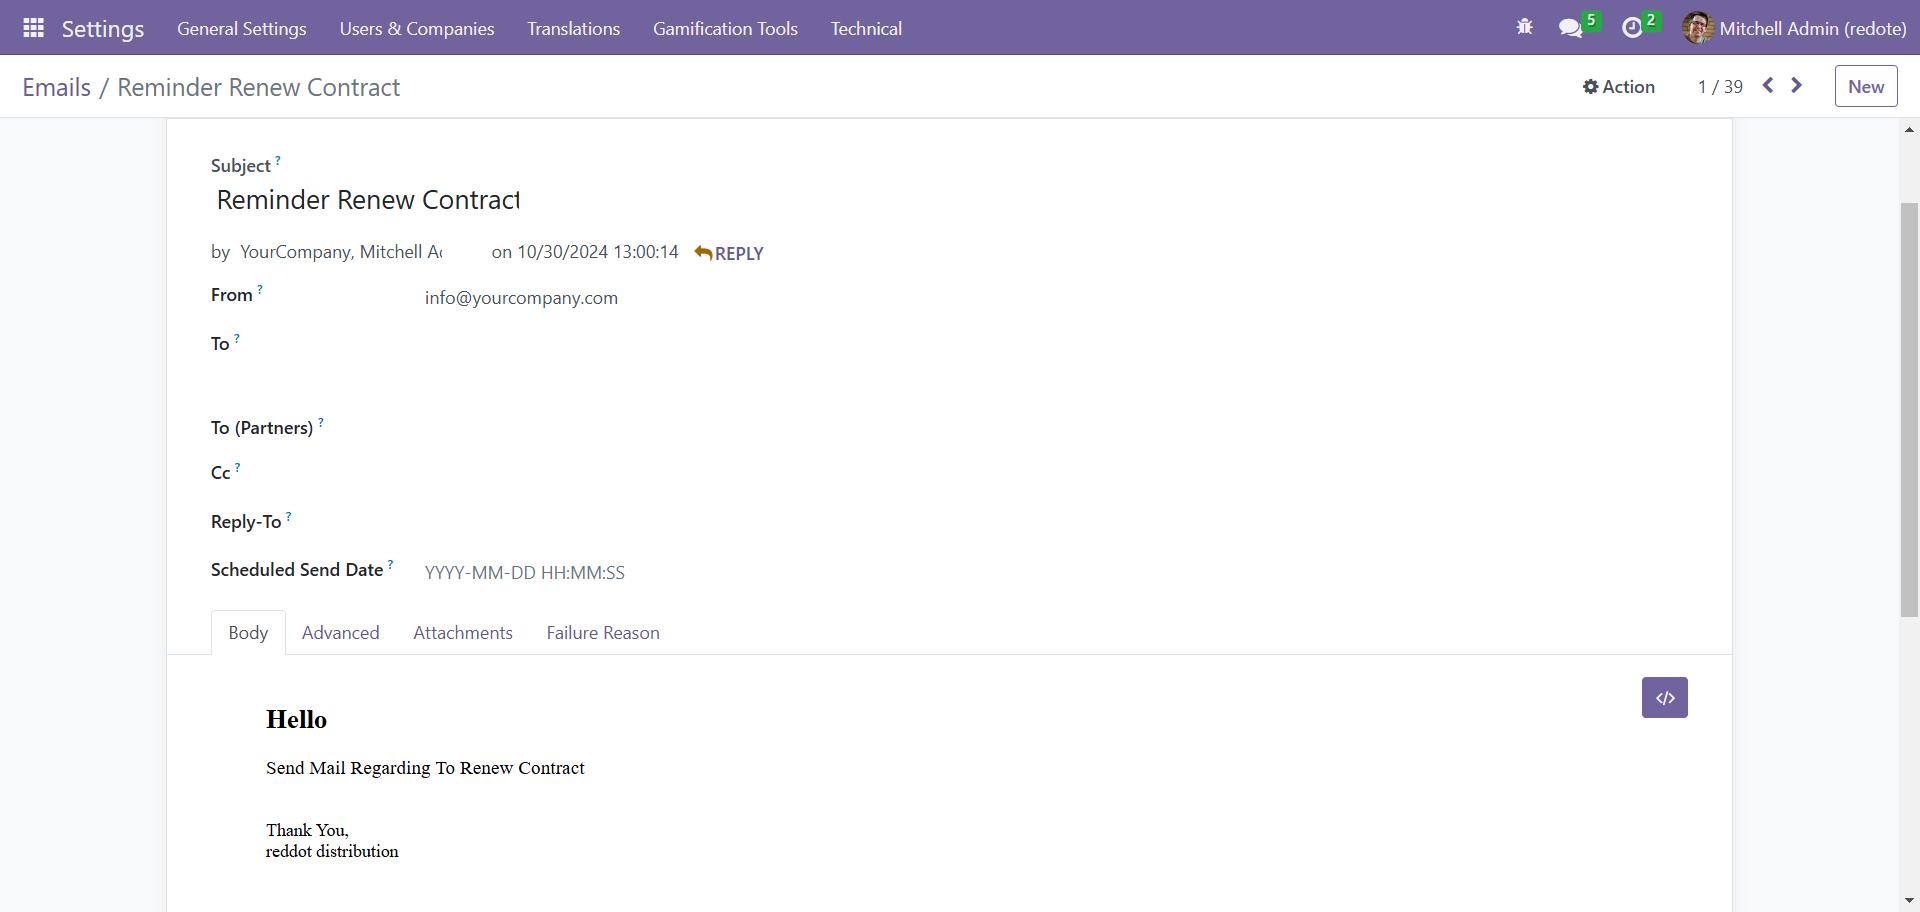 Settings General Settings Users & Companies Translations Gamification Tools Technical 5 2 Mitchell Admin (redote)
Emails / Reminder Renew Contract Action 1 / 39 New
Subject ?
Reminder Renew Contract
by YourCompany, Mitchell Ac on 10/30/2024 13:00:14 REPLY
From ? info@yourcompany.com
To ?
To (Partners) ?
Cc ?
Reply-To ?
Scheduled Send Date ? YYYY-MM-DD HH:MM:SS
Body Advanced Attachments Failure Reason
</>
Hello
Send Mail Regarding To Renew Contract
Thank You,
reddot distribution